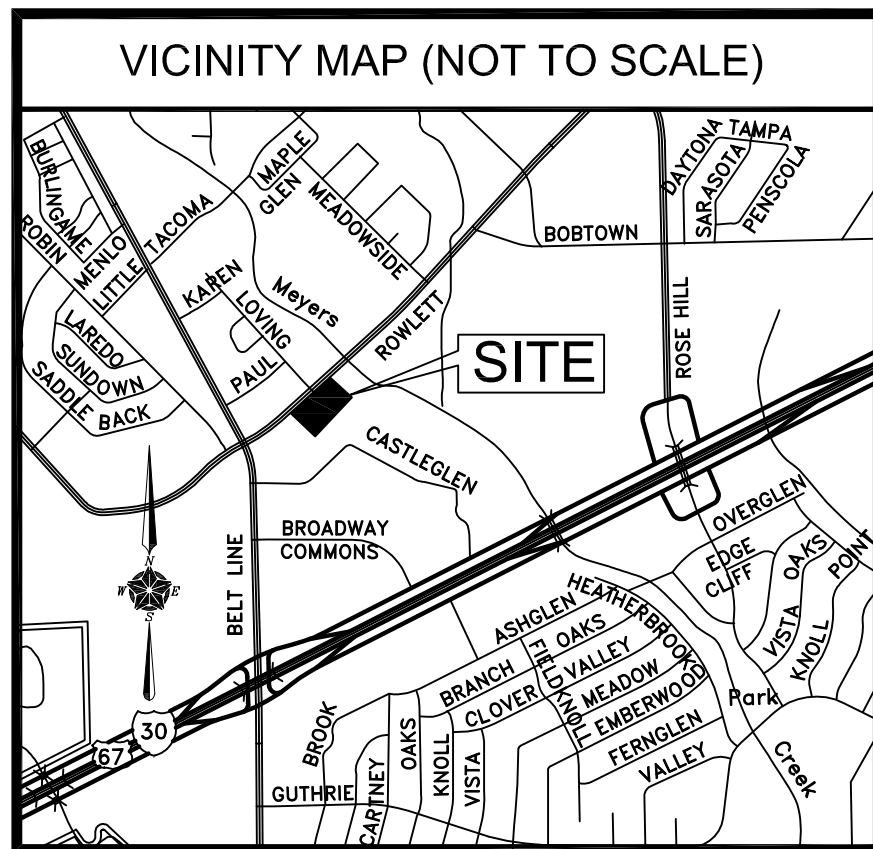 VICINITY MAP (NOT TO SCALE)
BURLINGAME
ROBIN
MENLO
LITTLE
TACOMA
MAPLE
GLEN
MEADOWSIDE
DAYTONA
TAMPA
SARASOTA
PENSCOLA
BOBTOWN
KAREN
LOVING
PAUL
Meyers
ROWLETT
ROSE HILL
LAREDO
SUNDOWN
SADDLE BACK
SITE
CASTLEGLEN
BROADWAY
COMMONS
BELT LINE
N
W E
S
OVERGLEN
EDGE
CLIFF
VISTA OAKS
KNOLL POINT
HEATHERBROOK
ASHGLEN
OAKS
FIELDKNOLL
BRANCH
VALLEY
CLOVER
MEADOW
EMBERWOOD
FERNGLEN
VALLEY
Park
Creek
BROOK
OAKS
KNOLL
VISTA
CARTNEY
GUTHRIE
30
67